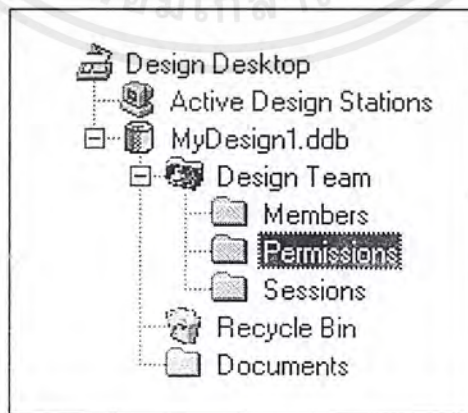 Design Desktop
Active Design Stations
MyDesign1.ddb
Design Team
Members
Permissions
Sessions
Recycle Bin
Documents